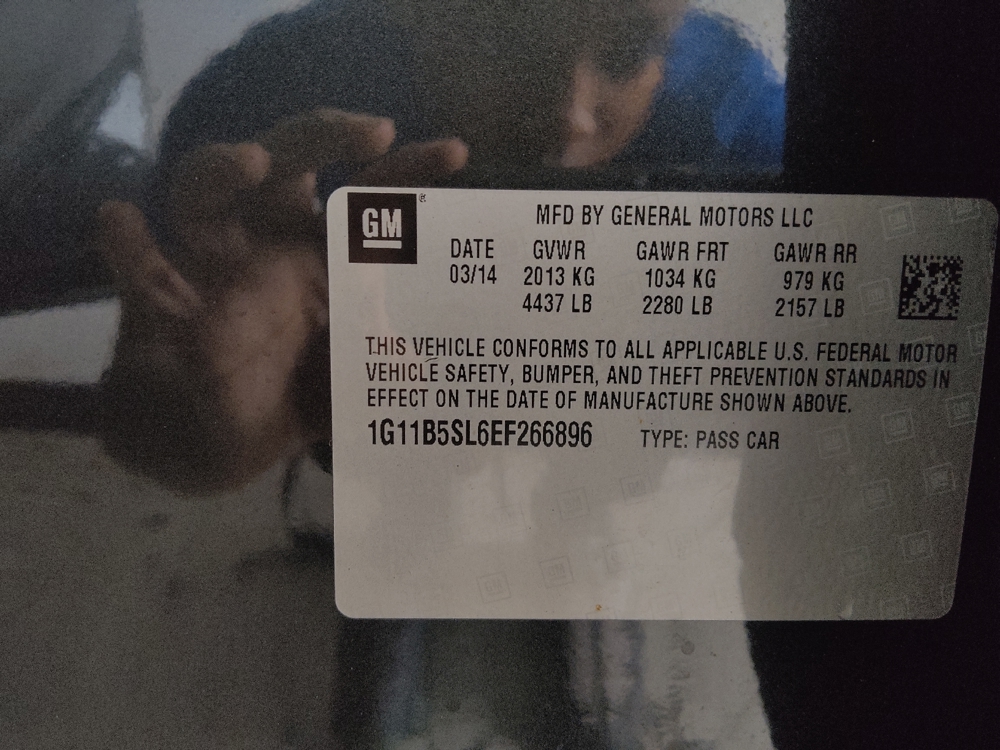 GM ®
MFD BY GENERAL MOTORS LLC
DATE GVWR GAWR FRT GAWR RR
03/14 2013 KG 1034 KG 979 KG
4437 LB 2280 LB 2157 LB
THIS VEHICLE CONFORMS TO ALL APPLICABLE U.S. FEDERAL MOTOR
VEHICLE SAFETY, BUMPER, AND THEFT PREVENTION STANDARDS IN
EFFECT ON THE DATE OF MANUFACTURE SHOWN ABOVE.
1G11B5SL6EF266896 TYPE: PASS CAR